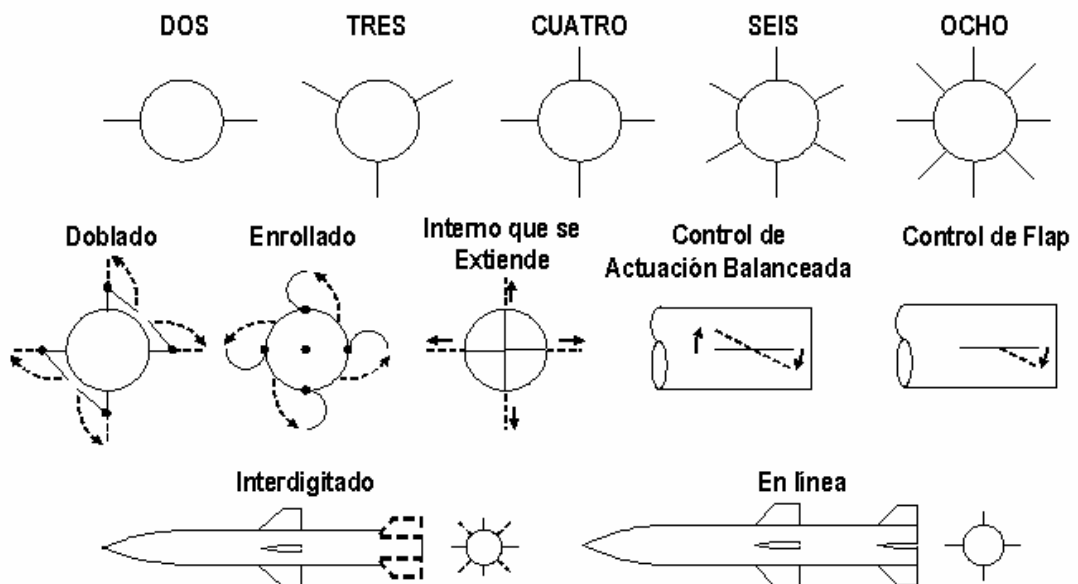 DOS
TRES
CUATRO
SEIS
OCHO
Doblado
Enrollado
Interno que se
Extiende
Control de
Actuación Balanceada
Control de Flap
Interdigitado
En línea